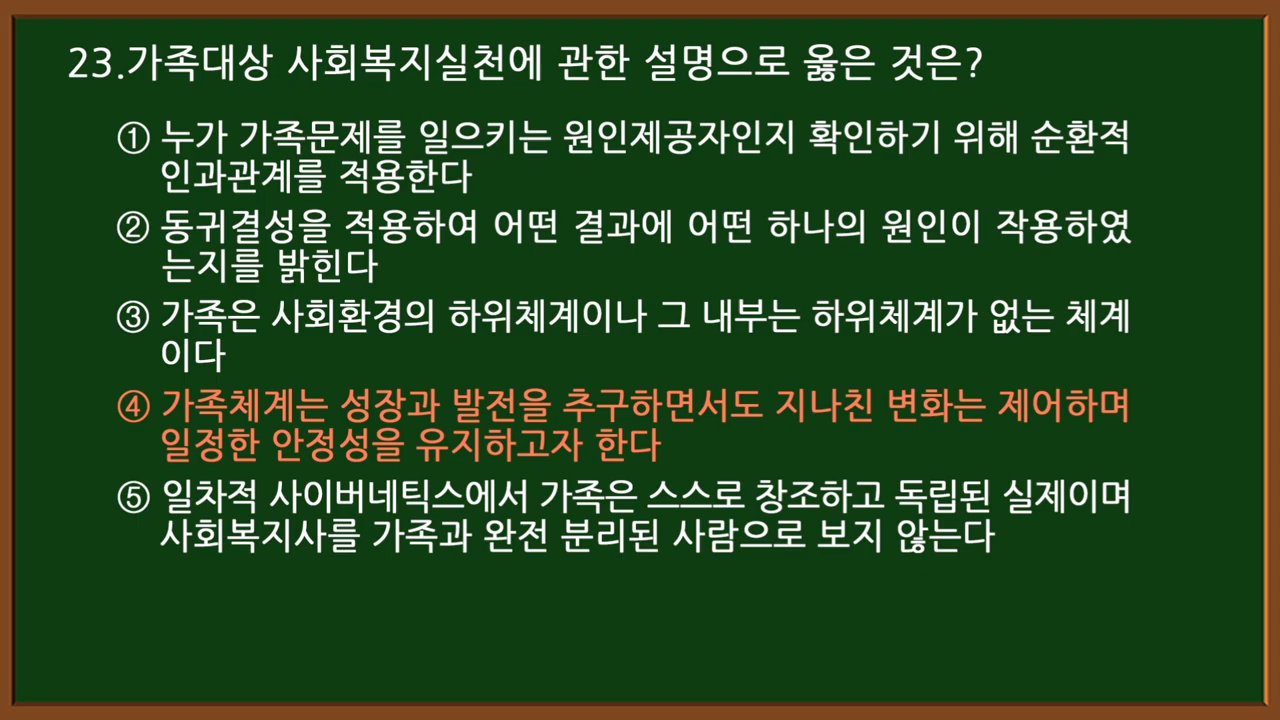 23.가족대상 사회복지실천에 관한 설명으로 옳은 것은?
① 누가 가족문제를 일으키는 원인제공자인지 확인하기 위해 순환적
인과관계를 적용한다
② 동귀결성을 적용하여 어떤 결과에 어떤 하나의 원인이 작용하였
는지를 밝힌다
③ 가족은 사회환경의 하위체계이나 그 내부는 하위체계가 없는 체계
이다
④ 가족체계는 성장과 발전을 추구하면서도 지나친 변화는 제어하며
일정한 안정성을 유지하고자 한다
⑤ 일차적 사이버네틱스에서 가족은 스스로 창조하고 독립된 실제이며
사회복지사를 가족과 완전 분리된 사람으로 보지 않는다